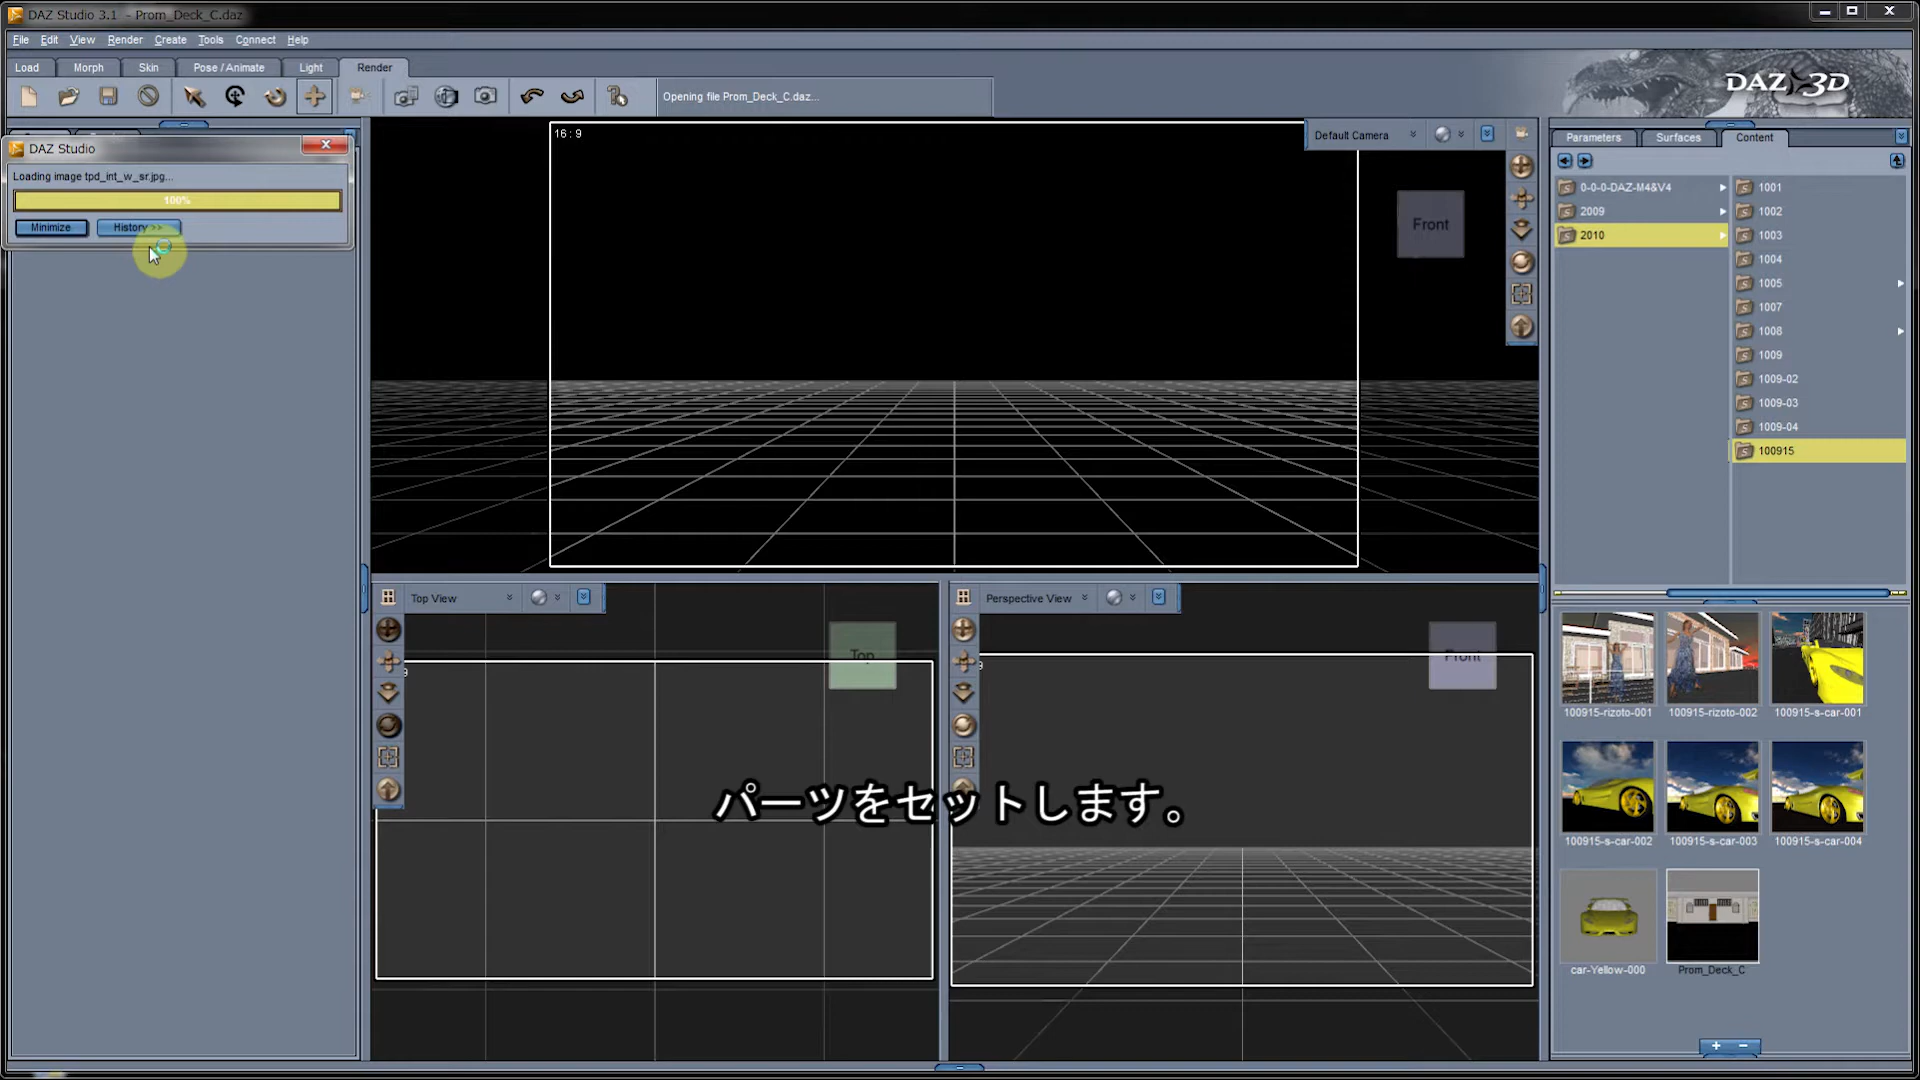 DAZ Studio 3.1 - Prom_Deck_C.daz
File Edit View Render Create Tools Connect Help
Load Morph Skin Pose / Animate Light Render
Opening file Prom_Deck_C.daz...
DAZ 3D
DAZ Studio
Loading image tpd_int_w_sr.jpg...
100%
Minimize History >>
16 : 9
Default Camera
Front
Parameters Surfaces Content
0-0-0-DAZ-M4&V4
2009
2010
1001
1002
1003
1004
1005
1007
1008
1009
1009-02
1009-03
1009-04
100915
Top View
Top
9
Perspective View
Front
9
パーツをセットします。
100915-rizoto-001 100915-rizoto-002 100915-s-car-001
100915-s-car-002 100915-s-car-003 100915-s-car-004
car-Yellow-000 Prom_Deck_C